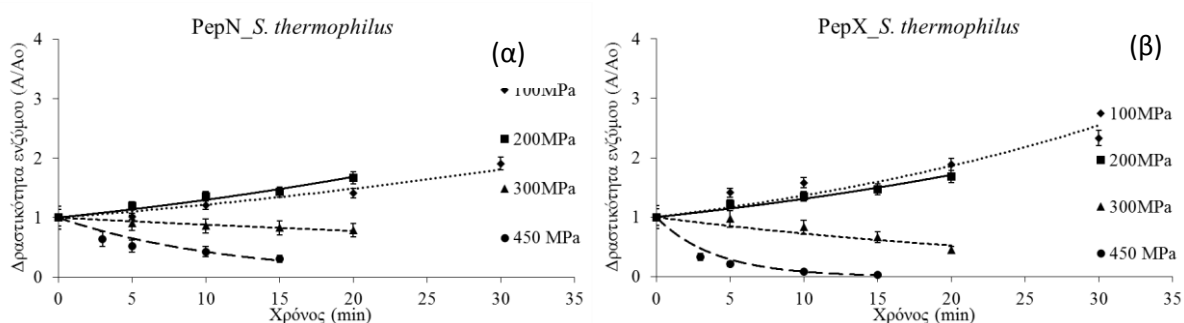 PepN_S. thermophilus
(α)
Δραστικότητα ενζύμου (A/Ao)
4
3
2
1
0
0 5 10 15 20 25 30 35
Χρόνος (min)
100MPa
200MPa
300MPa
450 MPa
PepX_S. thermophilus
(β)
Δραστικότητα ενζύμου (A/Ao)
4
3
2
1
0
0 5 10 15 20 25 30 35
Χρόνος (min)
100MPa
200MPa
300MPa
450 MPa